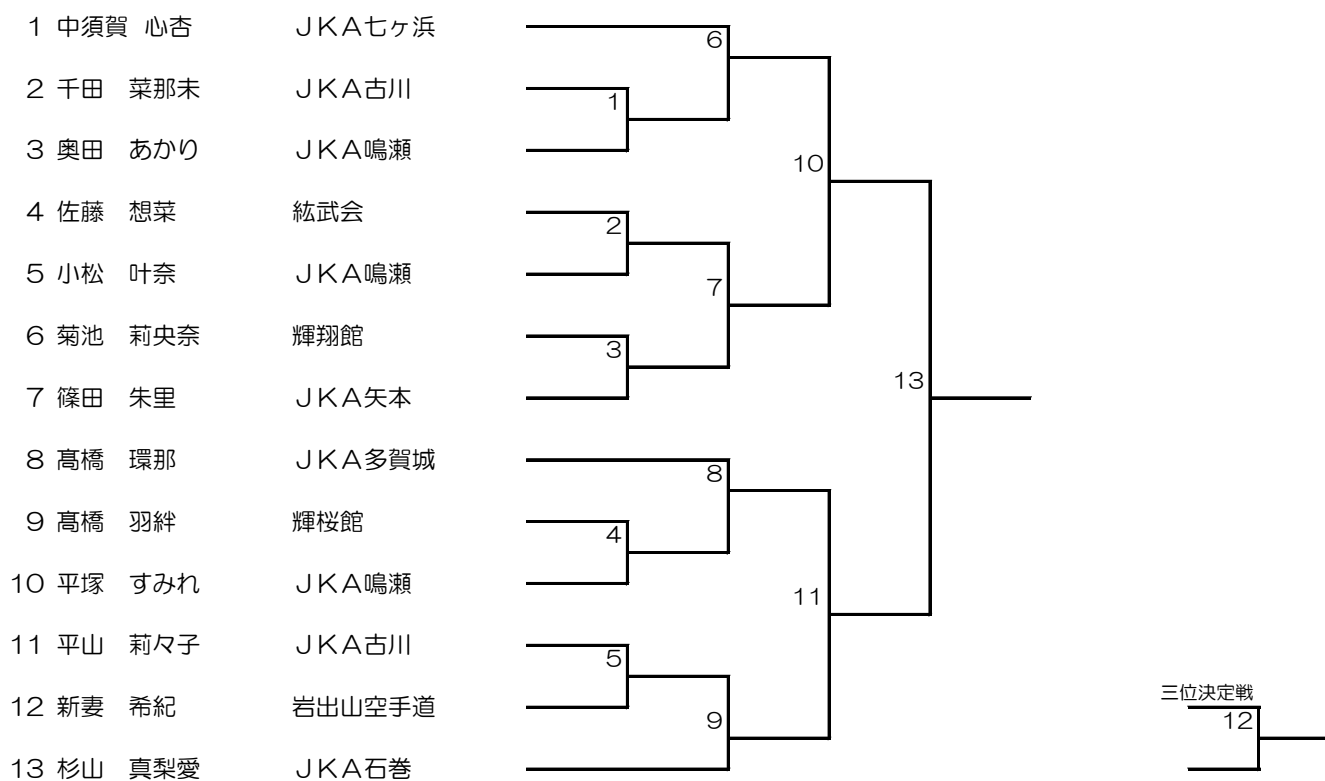 1 中須賀 心杏 JKA七ヶ浜
2 千田 菜那未 JKA古川
3 奥田 あかり JKA鳴瀬
4 佐藤 想菜 紘武会
5 小松 叶奈 JKA鳴瀬
6 菊池 莉央奈 輝翔館
7 篠田 朱里 JKA矢本
8 髙橋 環那 JKA多賀城
9 髙橋 羽絆 輝桜館
10 平塚 すみれ JKA鳴瀬
11 平山 莉々子 JKA古川
12 新妻 希紀 岩出山空手道
13 杉山 真梨愛 JKA石巻
1
2
3
4
5
6
7
8
9
10
11
13
三位決定戦
12